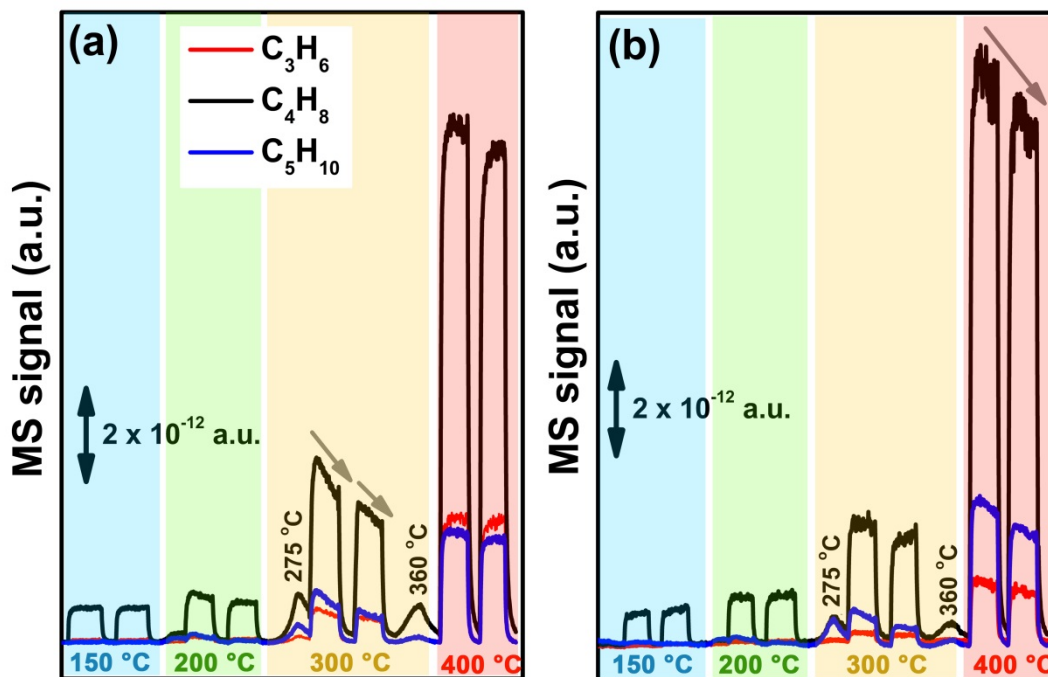 (a)
C₃H₆
C₄H₈
C₅H₁₀
MS signal (a.u.)
2 x 10⁻¹² a.u.
275 °C
360 °C
150 °C
200 °C
300 °C
400 °C
(b)
MS signal (a.u.)
2 x 10⁻¹² a.u.
275 °C
360 °C
150 °C
200 °C
300 °C
400 °C